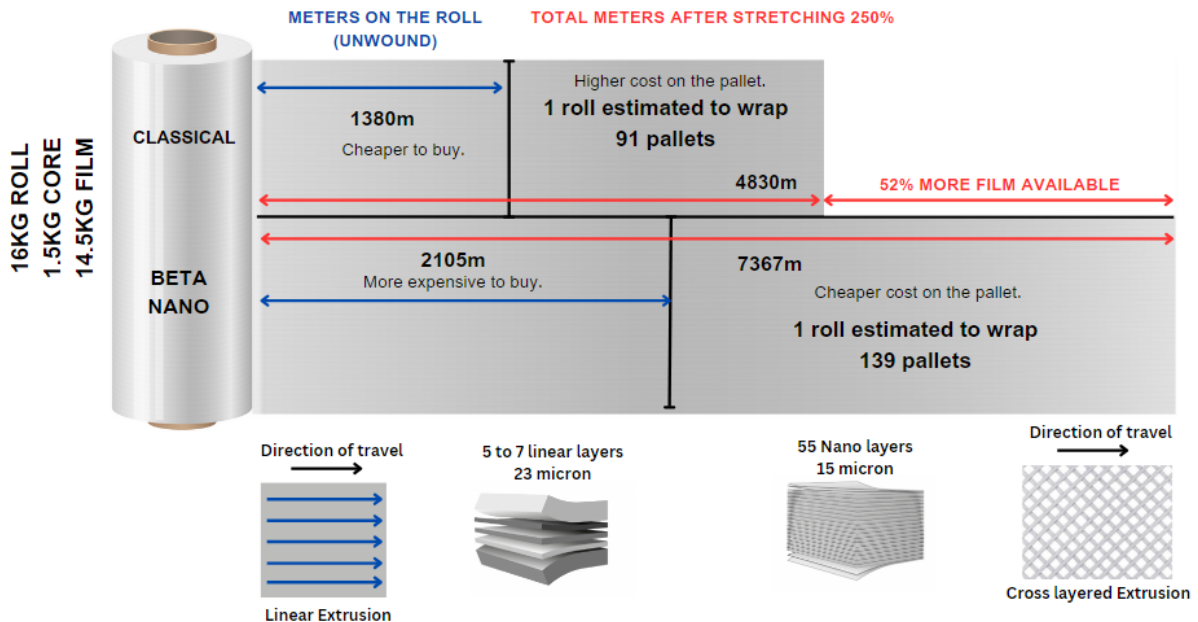 METERS ON THE ROLL
(UNWOUND)
TOTAL METERS AFTER STRETCHING 250%
16KG ROLL
1.5KG CORE
14.5KG FILM
CLASSICAL
1380m
Cheaper to buy.
Higher cost on the pallet.
1 roll estimated to wrap
91 pallets
4830m
52% MORE FILM AVAILABLE
BETA
NANO
2105m
More expensive to buy.
7367m
Cheaper cost on the pallet.
1 roll estimated to wrap
139 pallets
Direction of travel
Linear Extrusion
5 to 7 linear layers
23 micron
55 Nano layers
15 micron
Direction of travel
Cross layered Extrusion